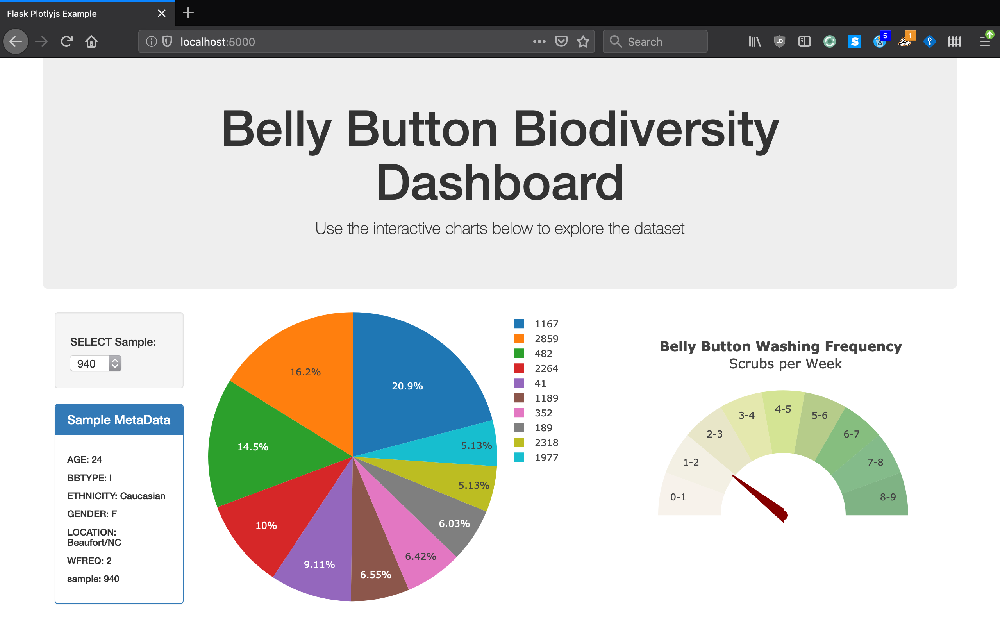 Flask Plotlyjs Example
localhost:5000
Search
5
1
Belly Button Biodiversity
Dashboard
Use the interactive charts below to explore the dataset
SELECT Sample:
940
Sample MetaData
AGE: 24
BBTYPE: I
ETHNICITY: Caucasian
GENDER: F
LOCATION:
Beaufort/NC
WFREQ: 2
sample: 940
20.9%
16.2%
14.5%
10%
9.11%
6.55%
6.42%
6.03%
5.13%
5.13%
1167
2859
482
2264
41
1189
352
189
2318
1977
Belly Button Washing Frequency
Scrubs per Week
0-1
1-2
2-3
3-4
4-5
5-6
6-7
7-8
8-9